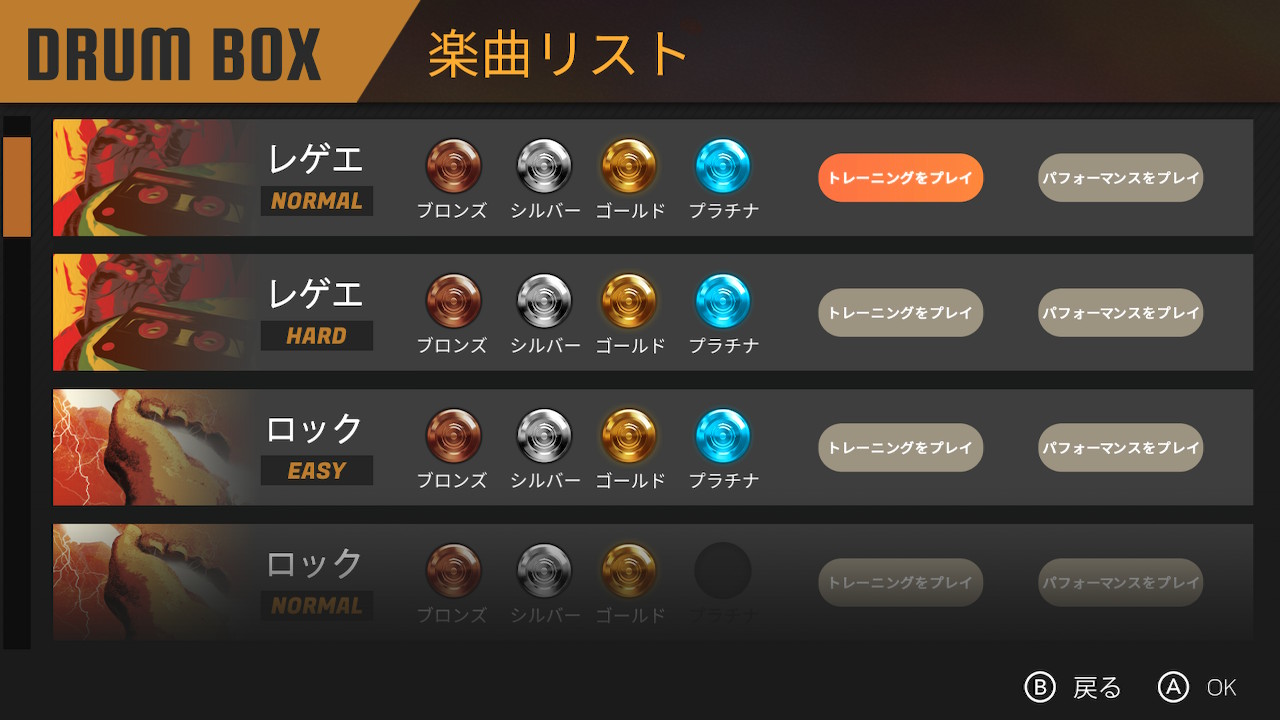 DRUM BOX
楽曲リスト
レゲエ
NORMAL
ブロンズ シルバー ゴールド プラチナ
トレーニングをプレイ
パフォーマンスをプレイ
レゲエ
HARD
ブロンズ シルバー ゴールド プラチナ
トレーニングをプレイ
パフォーマンスをプレイ
ロック
EASY
ブロンズ シルバー ゴールド プラチナ
トレーニングをプレイ
パフォーマンスをプレイ
ロック
NORMAL
ブロンズ シルバー ゴールド プラチナ
トレーニングをプレイ
パフォーマンスをプレイ
B 戻る A OK